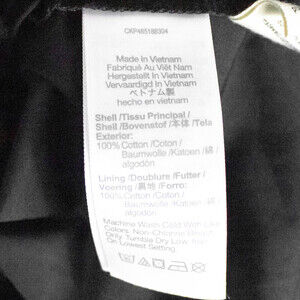 Made in Vietnam
Fabriqué Au Viêt Nam
Hergestellt In Vietnam
Vervaardigd In Vietnam
ベトナム製
hecho en vietnam
Shell /Tissu Principal /
Shell /Bovenstof /本体 /Tela
Exterior:
100% Cotton /Coton /
Baumwolle /Katoen /綿 /
algodón
Lining /Doublure /Futter /
Voering /裏地 /Forro:
100% Cotton /Coton /
Baumwolle /Katoen /綿 /
algodón
Machine Wash Cold With Like
Colors Non-Chlorine Bleach
Only Tumble Dry Low
On Lowest Setting